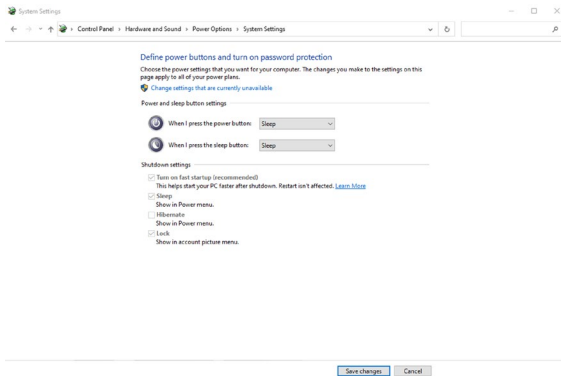 System Settings
Control Panel > Hardware and Sound > Power Options > System Settings
Define power buttons and turn on password protection
Choose the power settings that you want for your computer. The changes you make to the settings on this
page apply to all of your power plans.
Change settings that are currently unavailable
Power and sleep button settings
When I press the power button: Sleep
When I press the sleep button: Sleep
Shutdown settings
Turn on fast startup (recommended)
This helps start your PC faster after shutdown. Restart isn't affected. Learn More
Sleep
Show in Power menu.
Hibernate
Show in Power menu.
Lock
Show in account picture menu.
Save changes Cancel